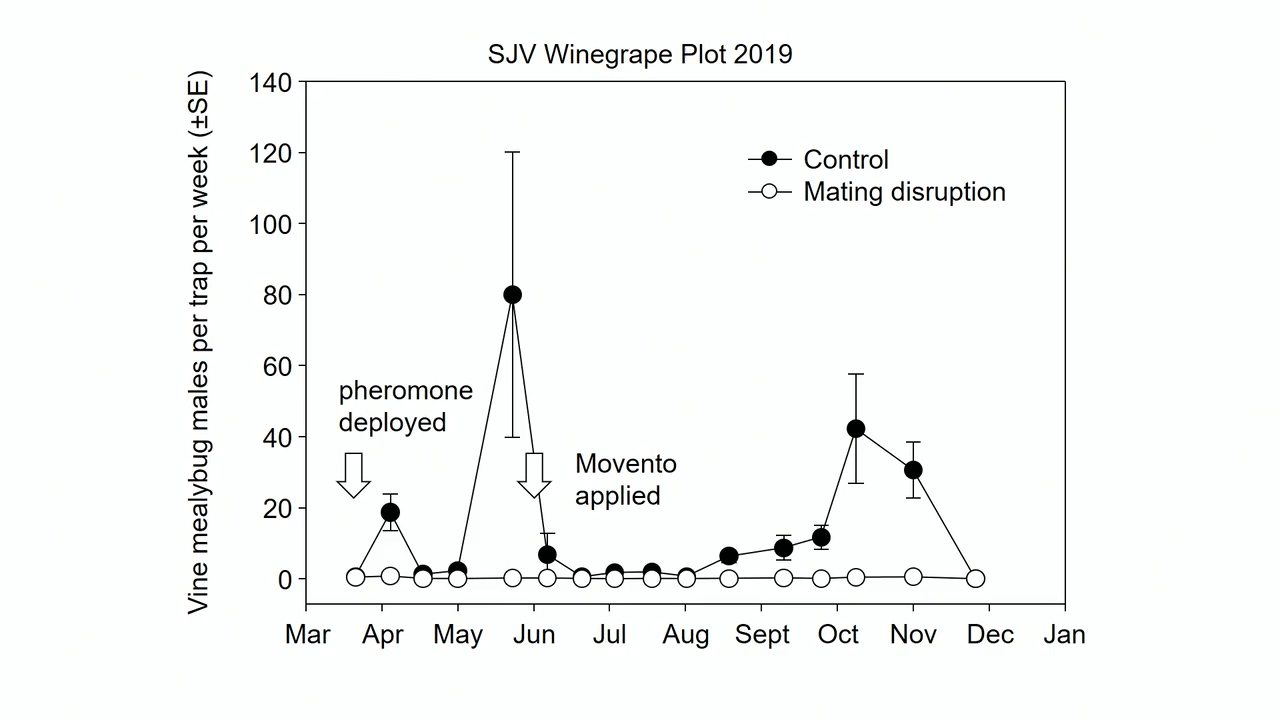 SJV Winegrape Plot 2019
Vine mealybug males per trap per week (±SE)
140
120
100
80
60
40
20
0
Control
Mating disruption
pheromone
deployed
Movento
applied
Mar Apr May Jun Jul Aug Sept Oct Nov Dec Jan